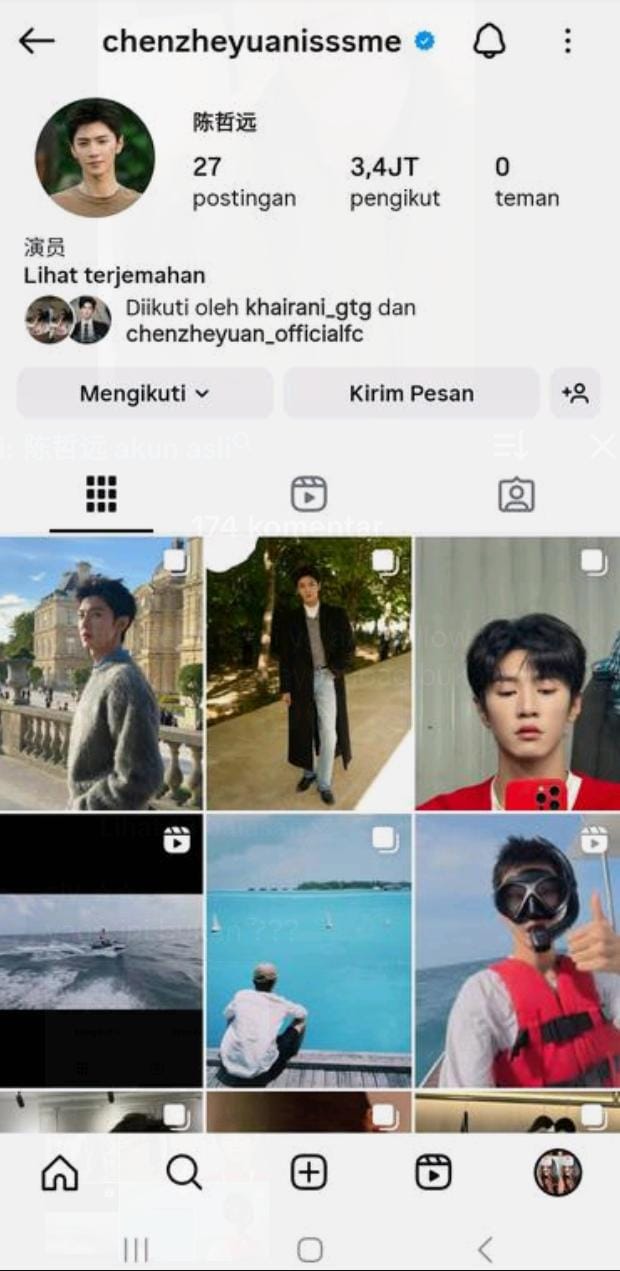 chenzheyuanisssme
陈哲远
27
3,4JT
0
postingan
pengikut
teman
演员
Lihat terjemahan
Diikuti oleh khairani_gtg dan
chenzheyuan_officialfc
Mengikuti
Kirim Pesan
陈哲远 akun asli
174 komentar